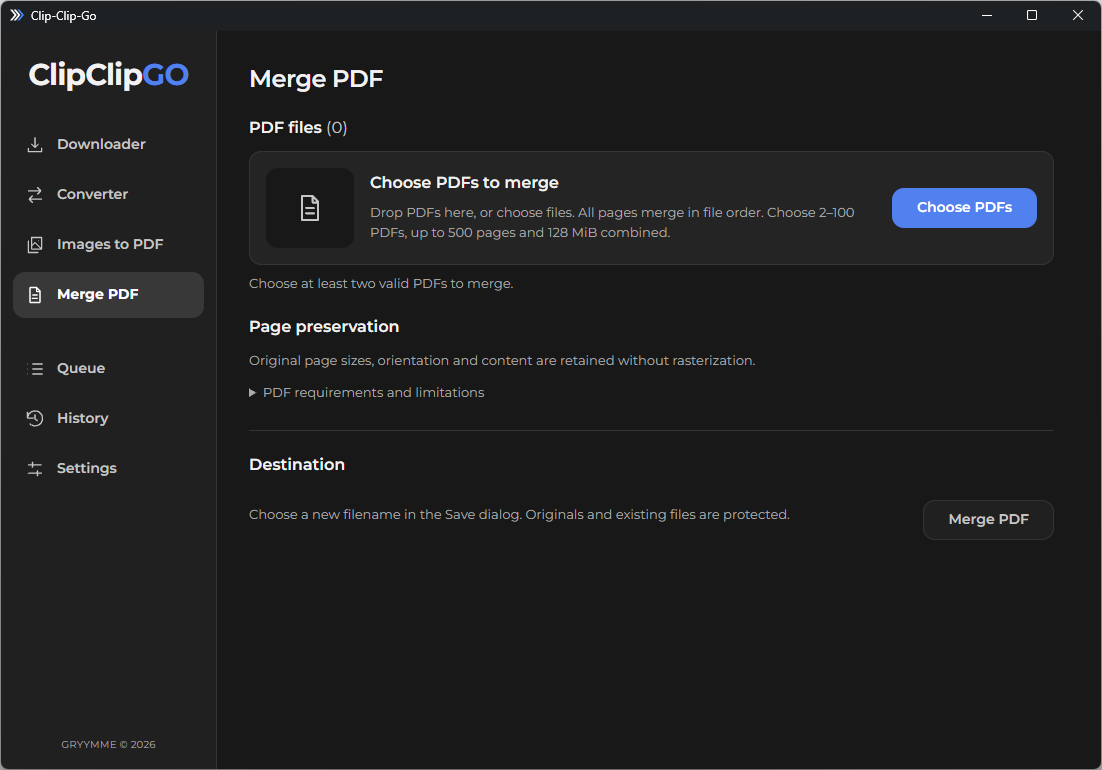 Clip-Clip-Go
ClipClipGO
Downloader
Converter
Images to PDF
Merge PDF
Queue
History
Settings
GRYYMME © 2026
Merge PDF
PDF files (0)
Choose PDFs to merge
Drop PDFs here, or choose files. All pages merge in file order. Choose 2–100
PDFs, up to 500 pages and 128 MiB combined.
Choose PDFs
Choose at least two valid PDFs to merge.
Page preservation
Original page sizes, orientation and content are retained without rasterization.
PDF requirements and limitations
Destination
Choose a new filename in the Save dialog. Originals and existing files are protected.
Merge PDF